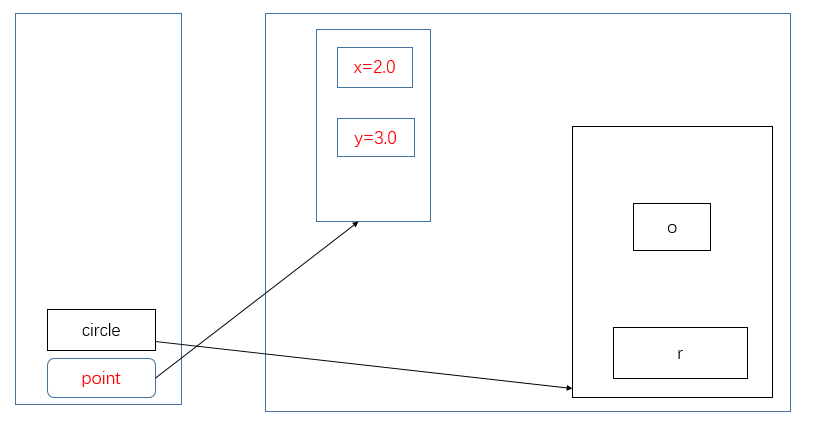 x=2.0
y=3.0
o
circle
r
point